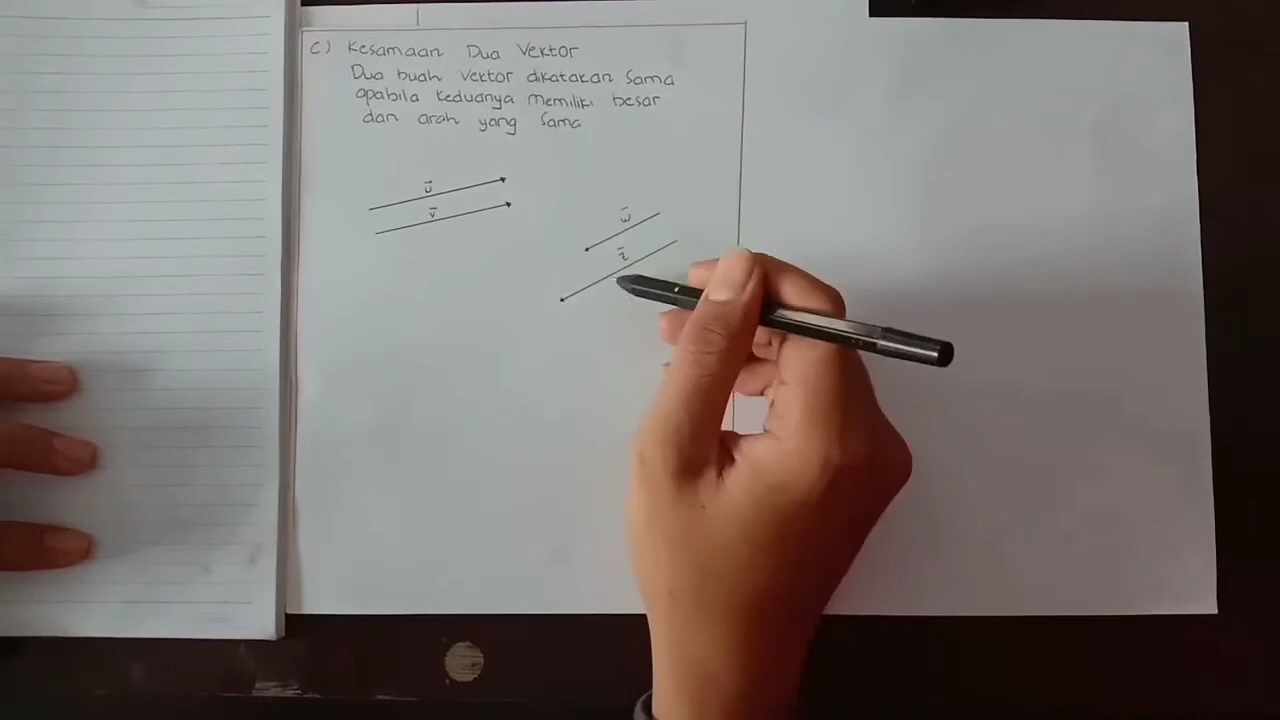 c) Kesamaan Dua Vektor
Dua buah Vektor dikatakan Sama
apabila Keduanya memiliki besar
dan arah yang Sama
u̅
v̅
w̅
z̅